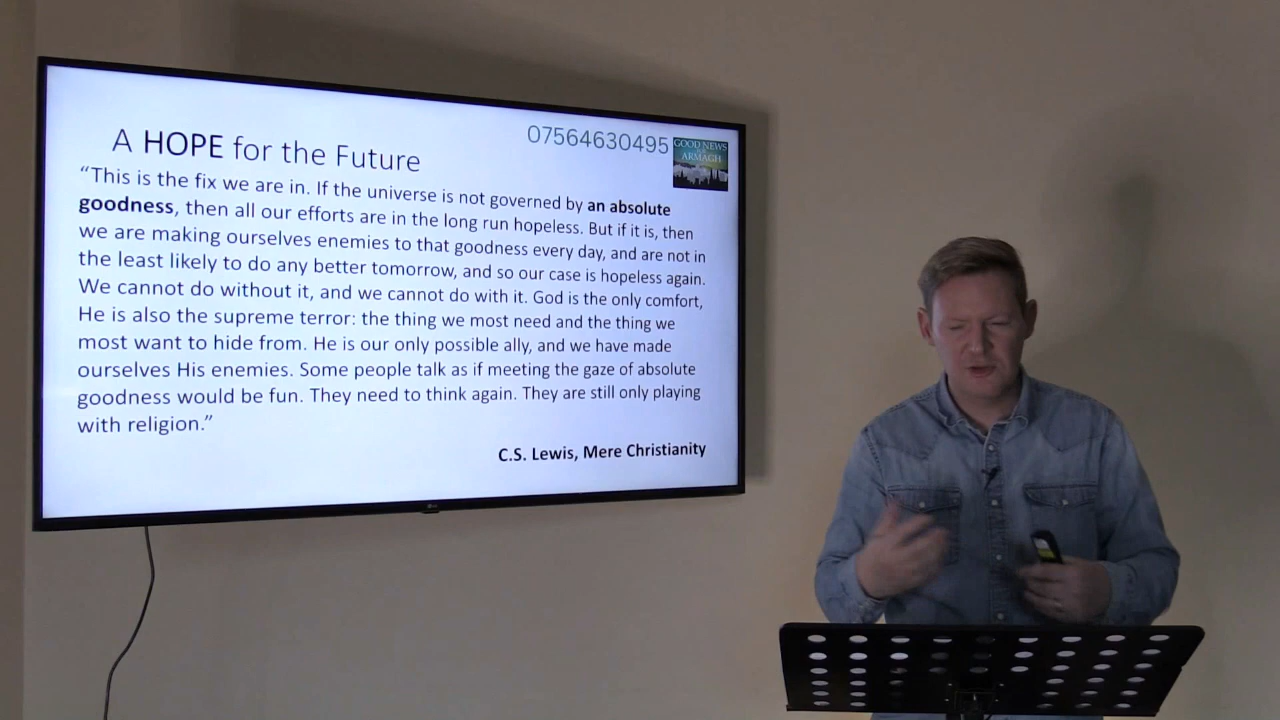 07564630495
GOOD NEWS
ARMAGH
A HOPE for the Future
“This is the fix we are in. If the universe is not governed by an absolute
goodness, then all our efforts are in the long run hopeless. But if it is, then
we are making ourselves enemies to that goodness every day, and are not in
the least likely to do any better tomorrow, and so our case is hopeless again.
We cannot do without it, and we cannot do with it. God is the only comfort,
He is also the supreme terror: the thing we most need and the thing we
most want to hide from. He is our only possible ally, and we have made
ourselves His enemies. Some people talk as if meeting the gaze of absolute
goodness would be fun. They need to think again. They are still only playing
with religion.”
C.S. Lewis, Mere Christianity